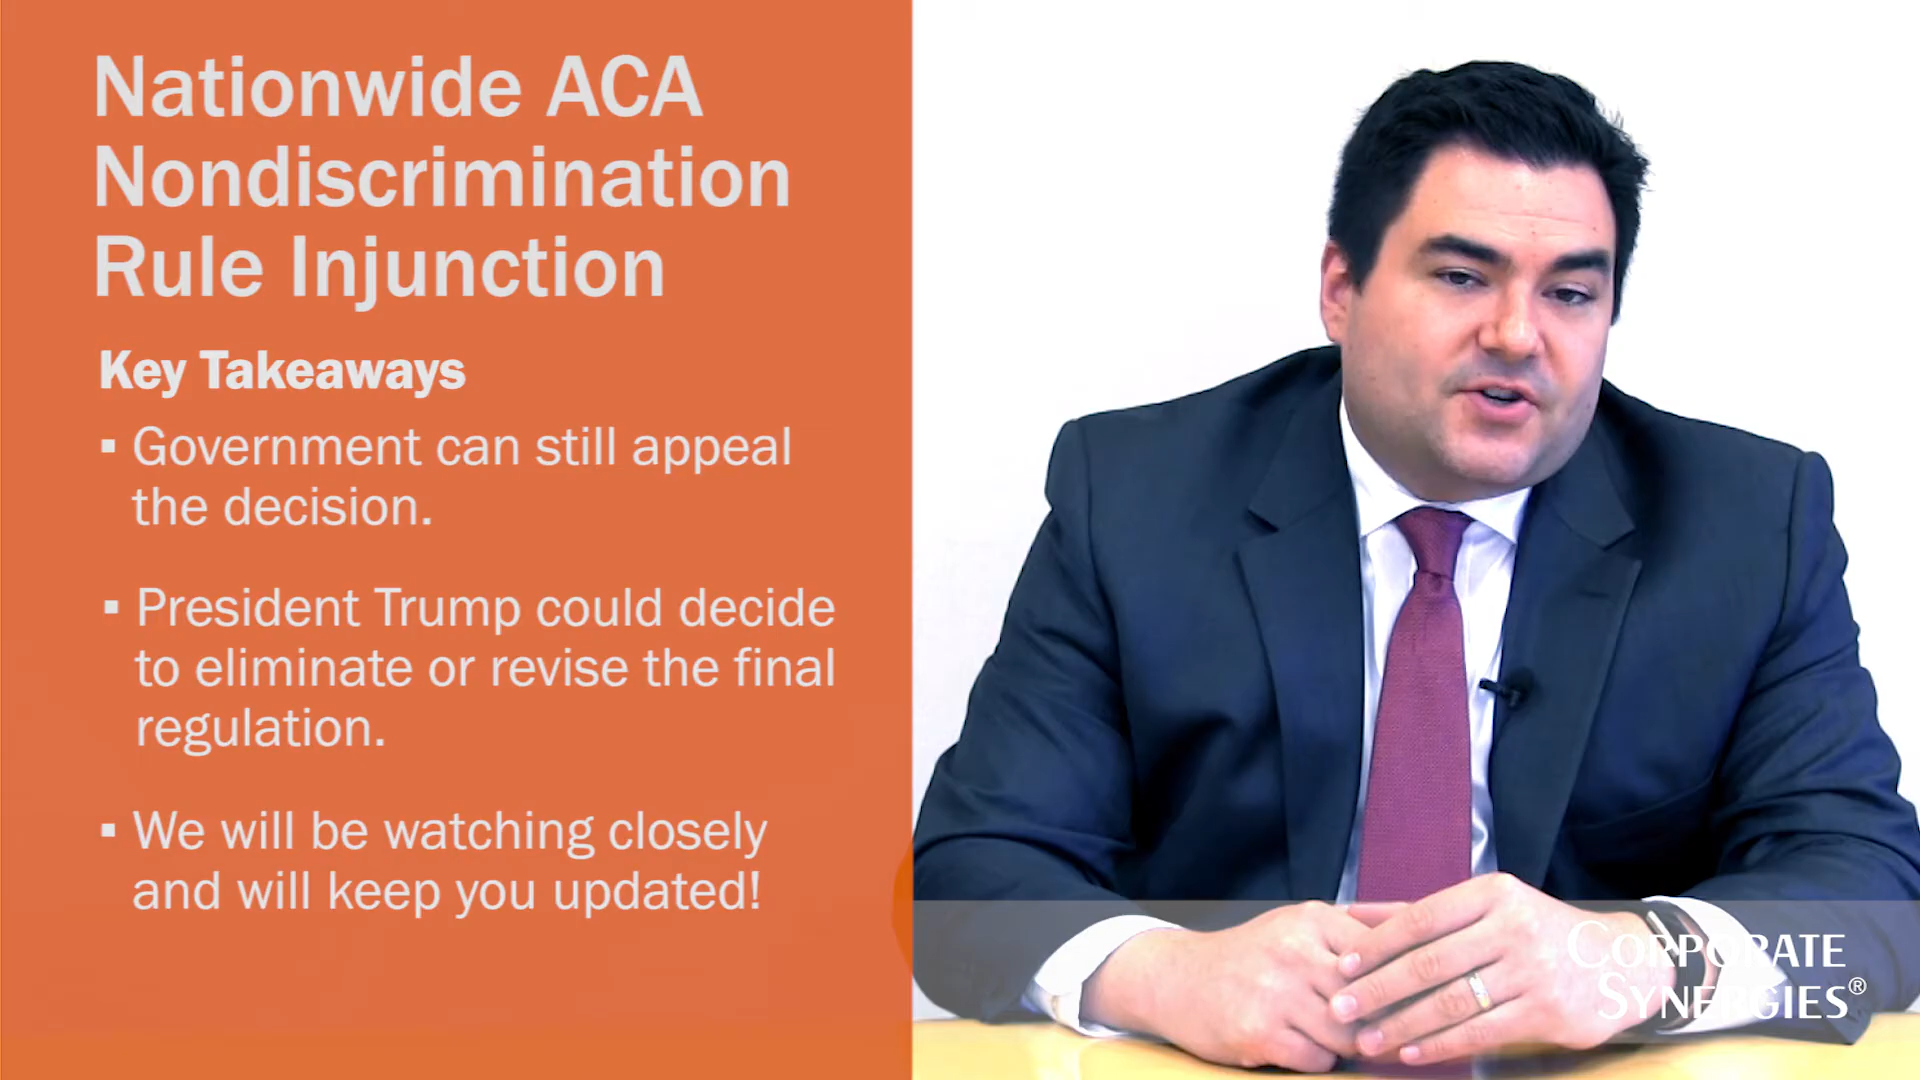 Nationwide ACA
Nondiscrimination
Rule Injunction
Key Takeaways
▪ Government can still appeal
the decision.
▪ President Trump could decide
to eliminate or revise the final
regulation.
▪ We will be watching closely
and will keep you updated!
CORPORATE
SYNERGIES®